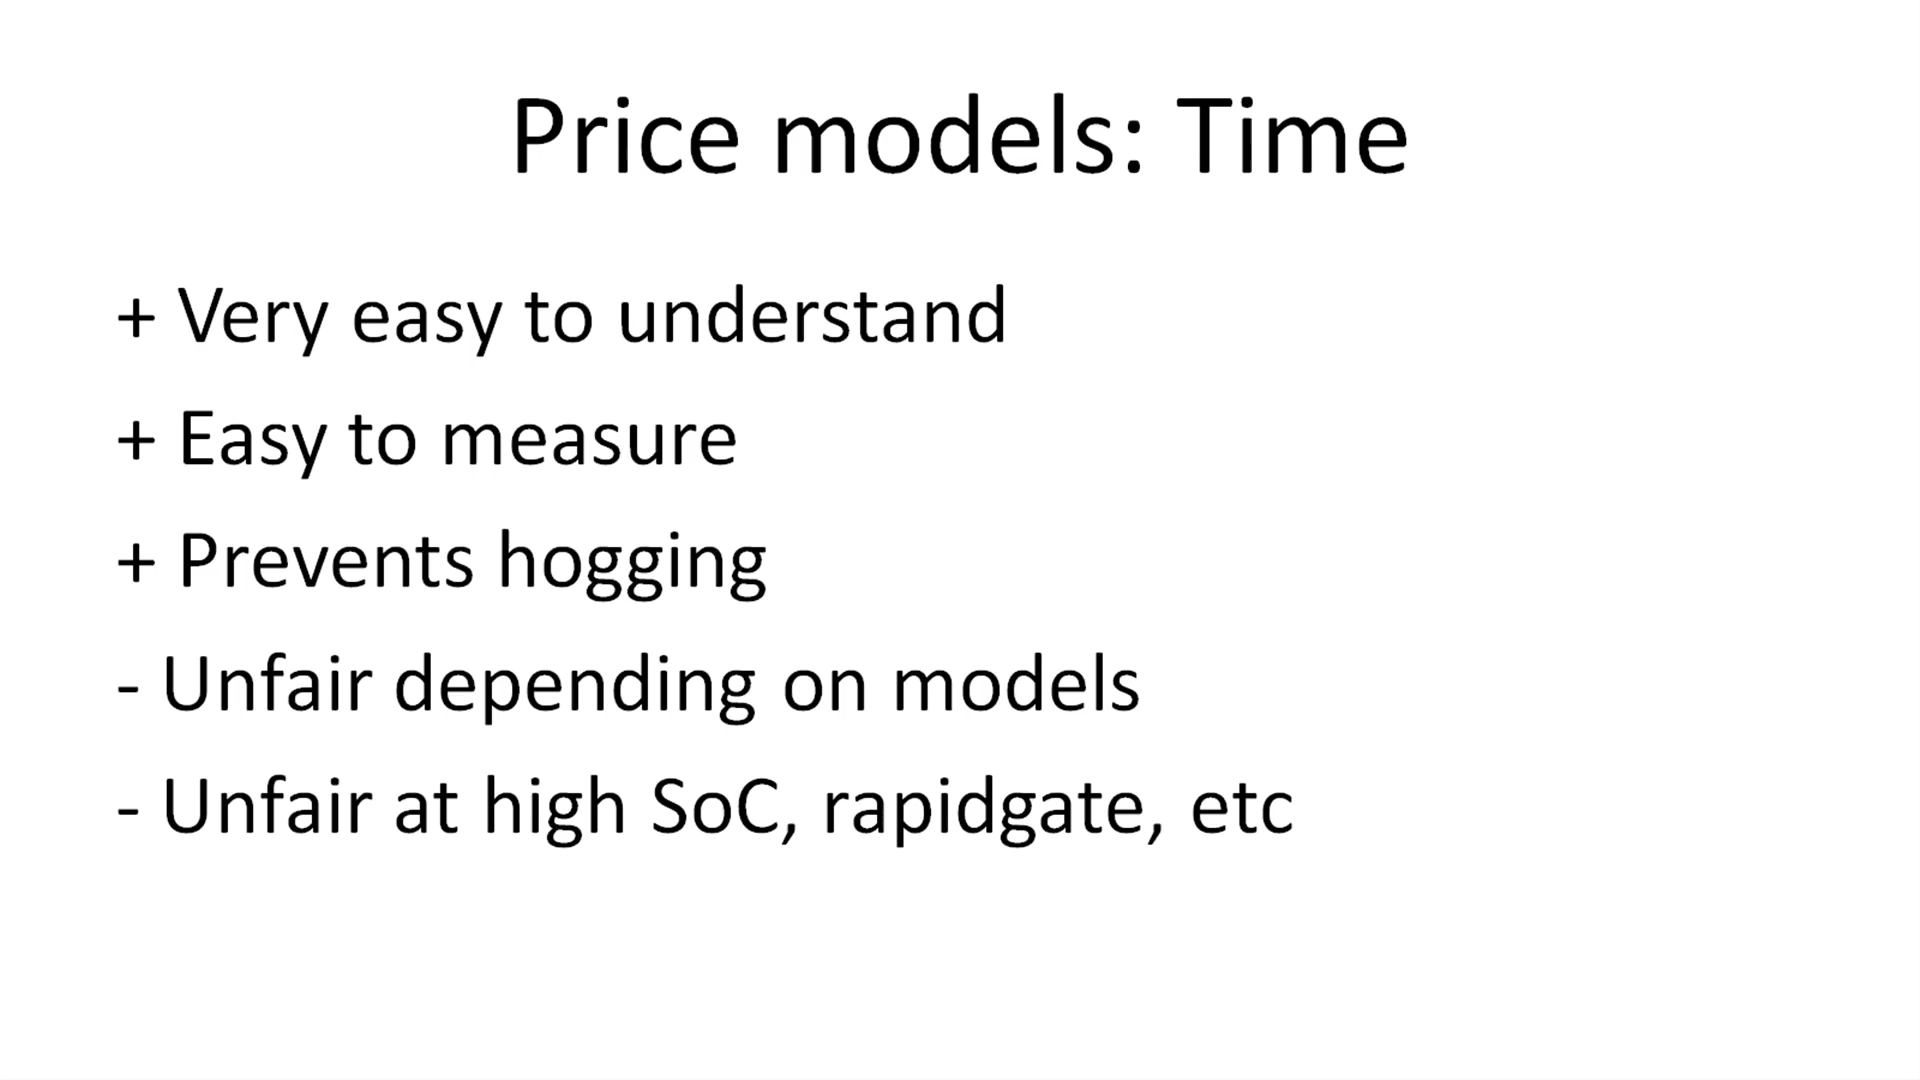 Price models: Time
+ Very easy to understand
+ Easy to measure
+ Prevents hogging
- Unfair depending on models
- Unfair at high SoC, rapidgate, etc